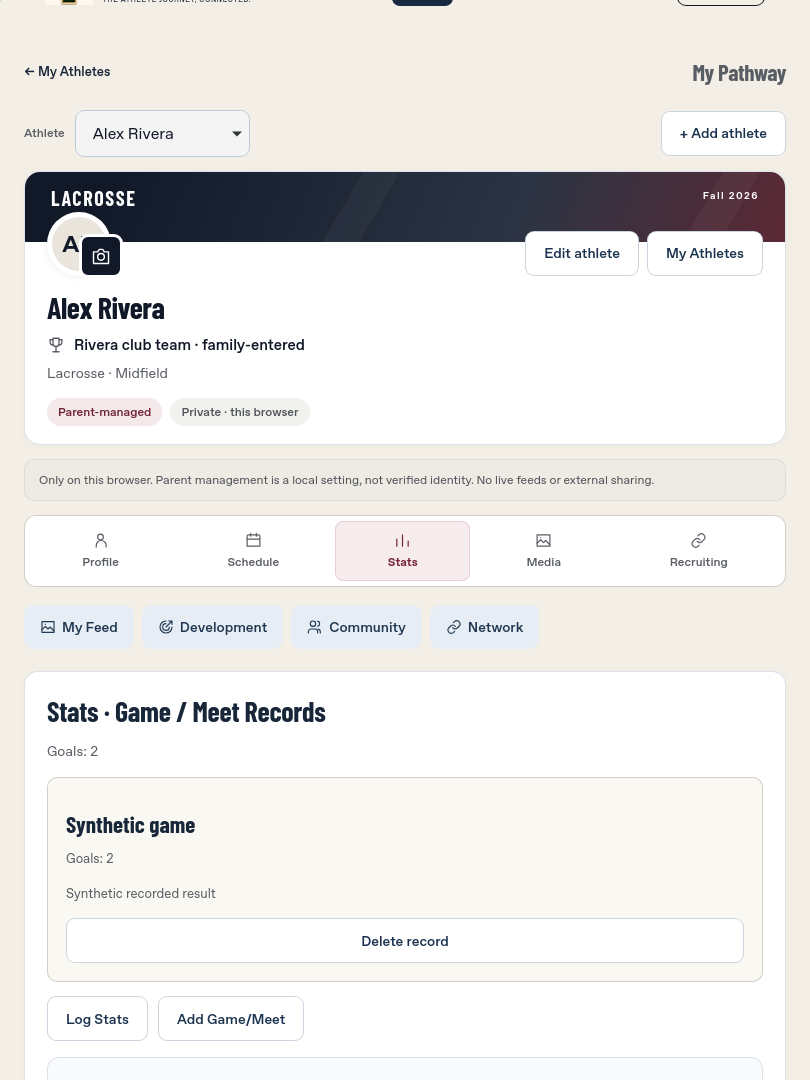 THE ATHLETE JOURNEY, CONNECTED.
← My Athletes
My Pathway
Athlete
Alex Rivera
+ Add athlete
LACROSSE
Fall 2026
A
Edit athlete
My Athletes
Alex Rivera
Rivera club team · family-entered
Lacrosse · Midfield
Parent-managed
Private · this browser
Only on this browser. Parent management is a local setting, not verified identity. No live feeds or external sharing.
Profile
Schedule
Stats
Media
Recruiting
My Feed
Development
Community
Network
Stats · Game / Meet Records
Goals: 2
Synthetic game
Goals: 2
Synthetic recorded result
Delete record
Log Stats
Add Game/Meet